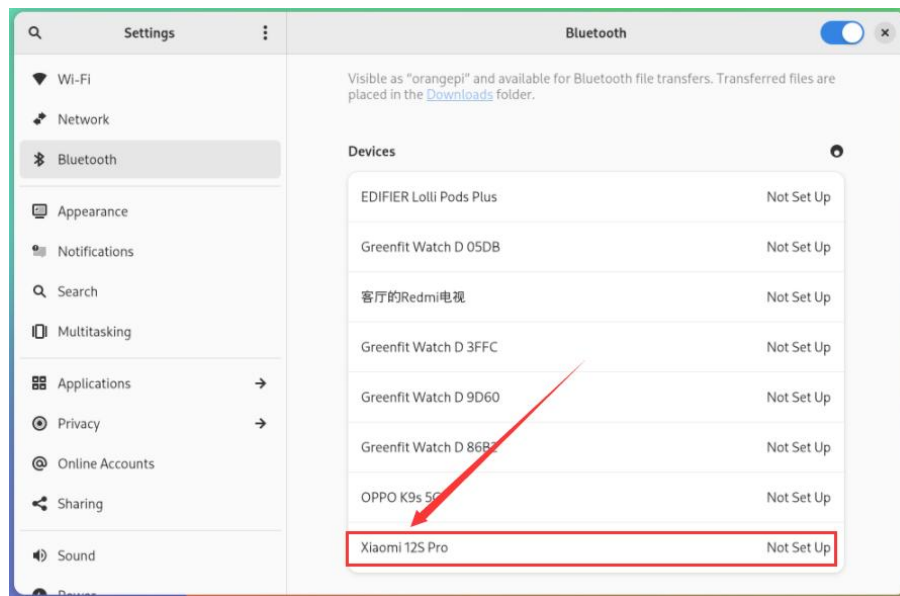 Settings
Bluetooth
Wi-Fi
Network
Bluetooth
Appearance
Notifications
Search
Multitasking
Applications
Privacy
Online Accounts
Sharing
Sound
Visible as "orangepi" and available for Bluetooth file transfers. Transferred files are
placed in the Downloads folder.
Devices
EDIFIER Lolli Pods Plus Not Set Up
Greenfit Watch D 05DB Not Set Up
客厅的Redmi电视 Not Set Up
Greenfit Watch D 3FFC Not Set Up
Greenfit Watch D 9D60 Not Set Up
Greenfit Watch D Not Set Up
OPPO K9s Not Set Up
Xiaomi 12S Pro Not Set Up